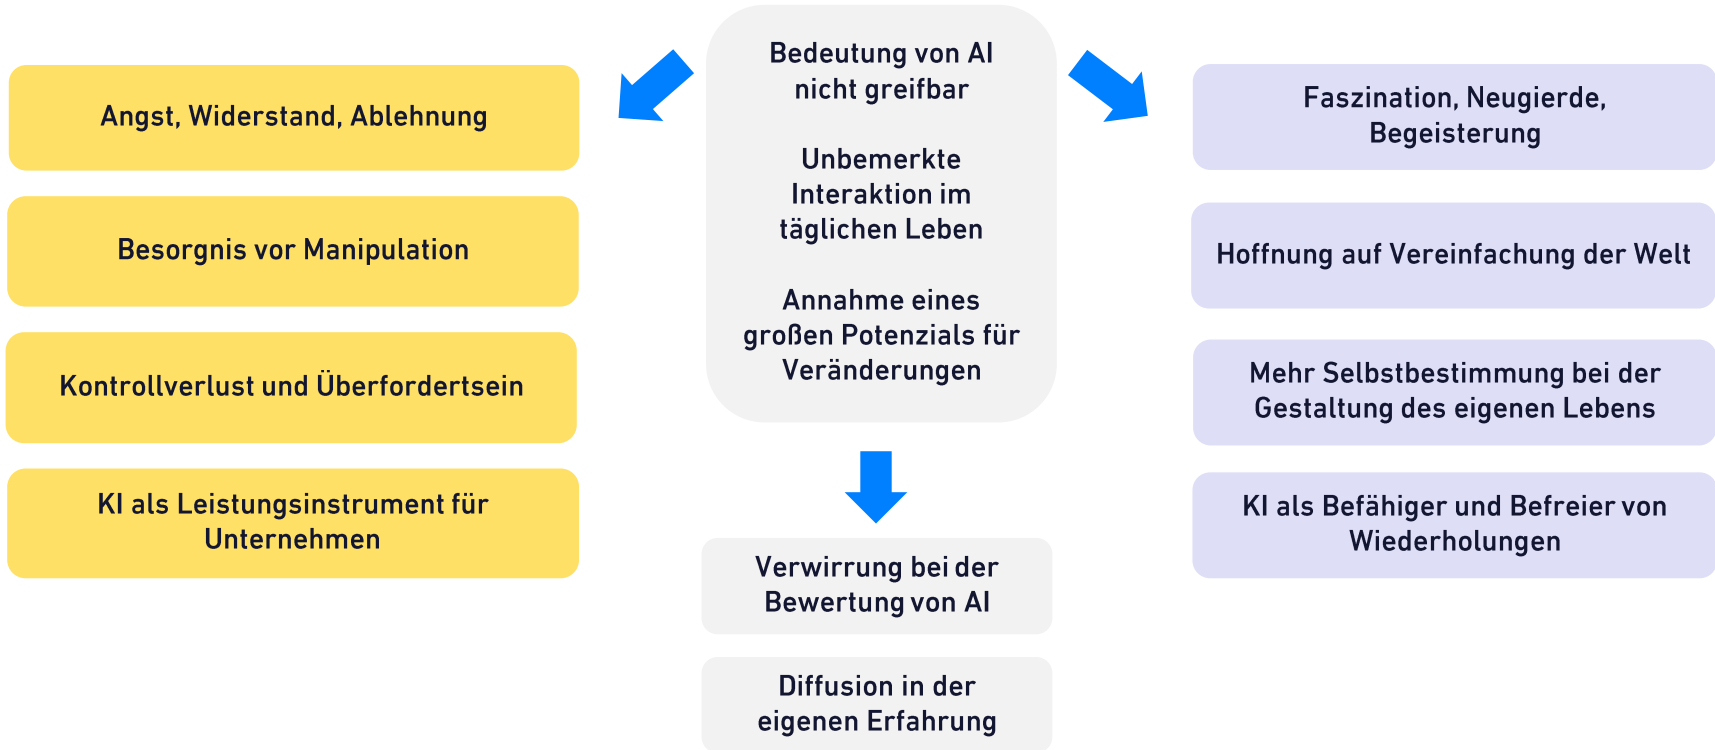 Bedeutung von AI
nicht greifbar
Unbemerkte
Interaktion im
täglichen Leben
Annahme eines
großen Potenzials für
Veränderungen
Angst, Widerstand, Ablehnung
Besorgnis vor Manipulation
Kontrollverlust und Überfordertsein
KI als Leistungsinstrument für
Unternehmen
Verwirrung bei der
Bewertung von AI
Diffusion in der
eigenen Erfahrung
Faszination, Neugierde,
Begeisterung
Hoffnung auf Vereinfachung der Welt
Mehr Selbstbestimmung bei der
Gestaltung des eigenen Lebens
KI als Befähiger und Befreier von
Wiederholungen